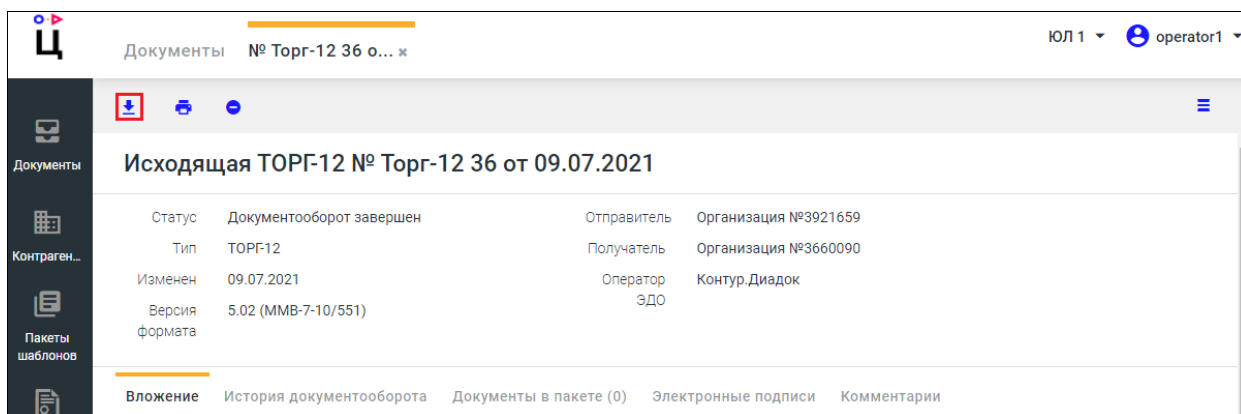 Ц
Документы № Торг-12 36 о... ×
ЮЛ 1 operator1
Документы
Контраген...
Пакеты
шаблонов
Исходящая ТОРГ-12 № Торг-12 36 от 09.07.2021
Статус Документооборот завершен
Тип ТОРГ-12
Изменен 09.07.2021
Версия формата 5.02 (ММВ-7-10/551)
Отправитель Организация №3921659
Получатель Организация №3660090
Оператор ЭДО Контур.Диадок
Вложение История документооборота Документы в пакете (0) Электронные подписи Комментарии